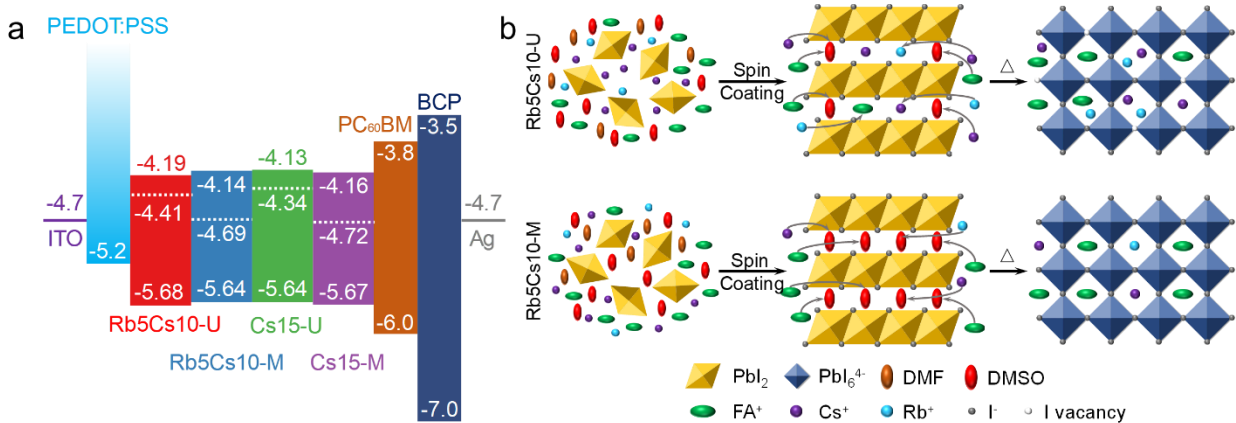 a
PEDOT:PSS
BCP
PC₆₀BM
-3.5
-3.8
-4.19
-4.14
-4.13
-4.16
-4.7
-4.41
-4.34
-4.7
ITO
-4.69
-4.72
Ag
-5.2
-5.68
-5.64
-5.64
-5.67
-6.0
Rb5Cs10-U
Cs15-U
Rb5Cs10-M
Cs15-M
-7.0
b
Rb5Cs10-U
Spin
Coating
△
Rb5Cs10-M
Spin
Coating
△
PbI₂
PbI₆⁴⁻
DMF
DMSO
FA⁺
Cs⁺
Rb⁺
I⁻
I vacancy